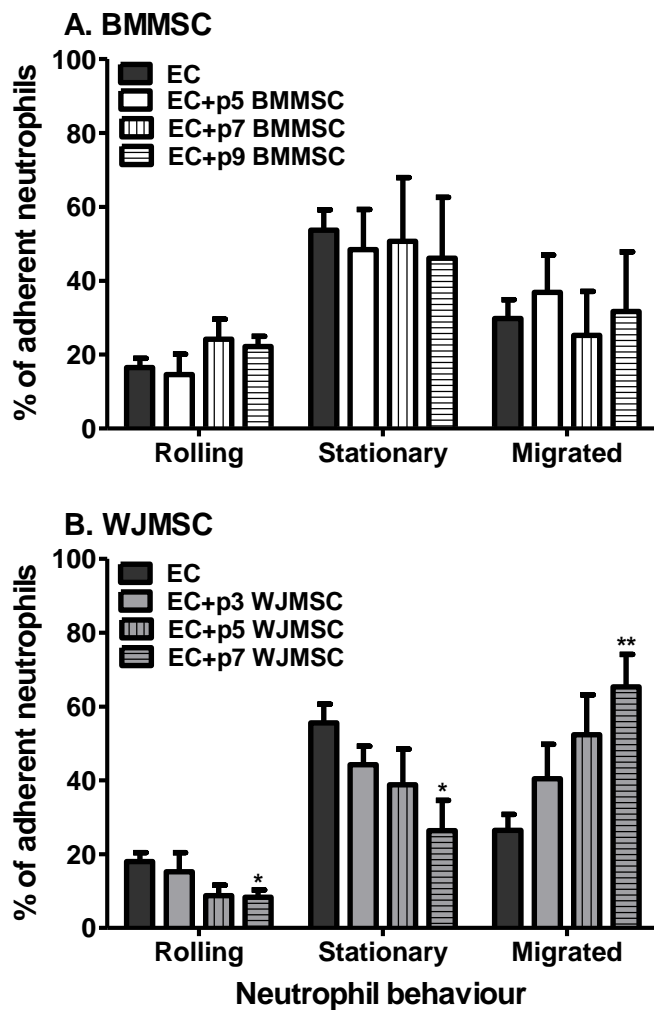 A. BMMSC
% of adherent neutrophils
100
80
60
40
20
0
EC
EC+p5 BMMSC
EC+p7 BMMSC
EC+p9 BMMSC
Rolling Stationary Migrated
B. WJMSC
% of adherent neutrophils
100
80
60
40
20
0
EC
EC+p3 WJMSC
EC+p5 WJMSC
EC+p7 WJMSC
*
*
**
Rolling Stationary Migrated
Neutrophil behaviour